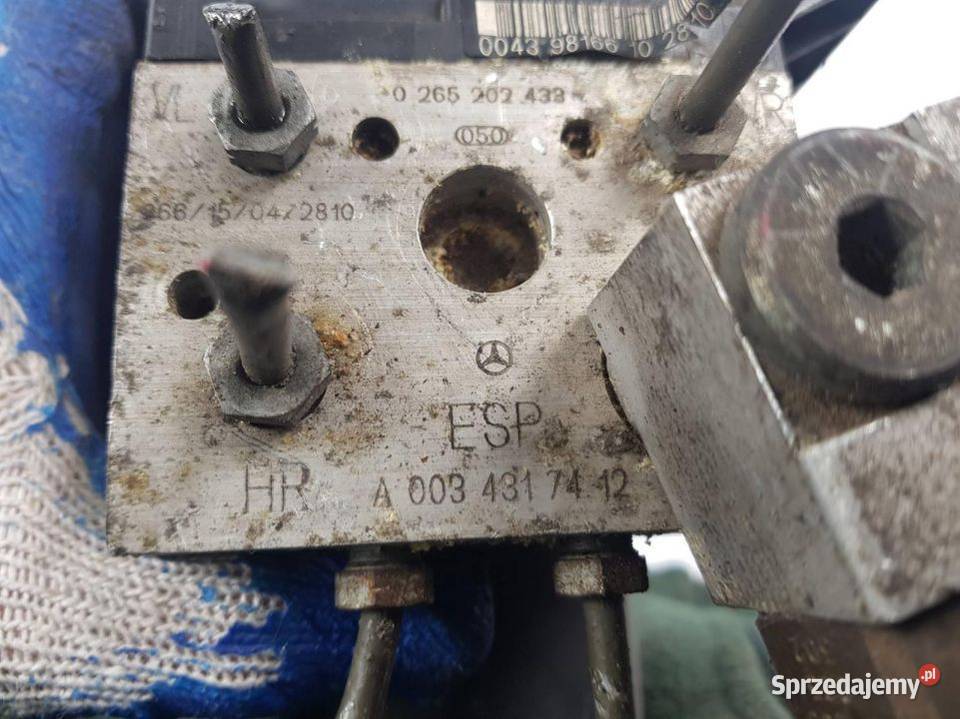 0043 98166 10 2810
0 265 202 433
VL
R
050
266/15/04/2810
ESP
HR
A 003 431 74 12
Sprzedajemy.pl